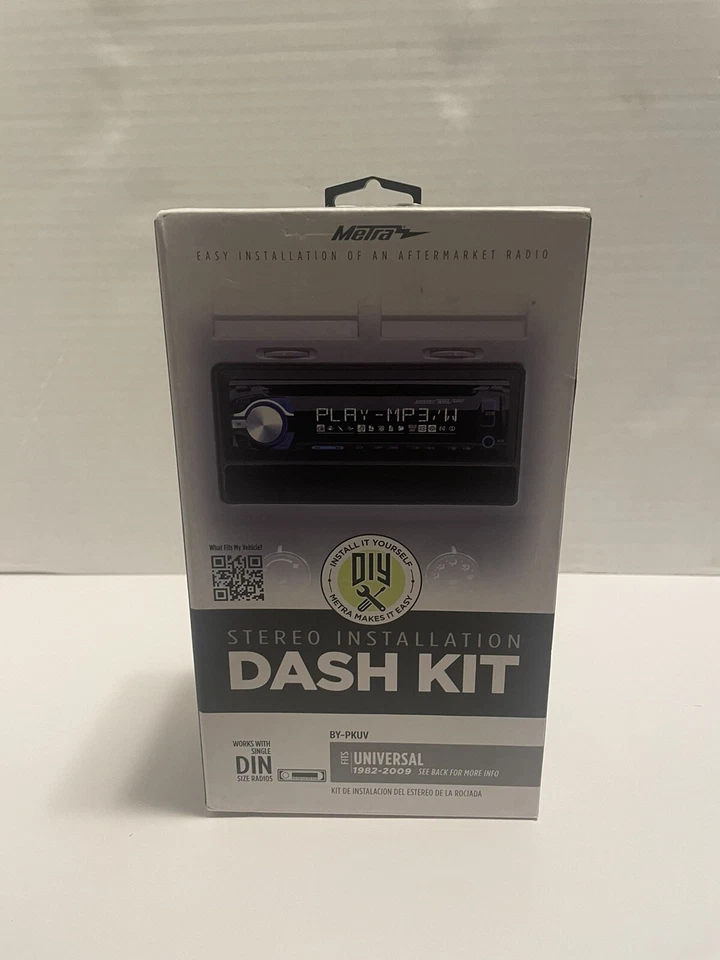 Metra
EASY INSTALLATION OF AN AFTERMARKET RADIO
PLAY-MP3/W
What Fits My Vehicle?
INSTALL IT YOURSELF
DIY
METRA MAKES IT EASY
STEREO INSTALLATION
DASH KIT
BY-PKUV
WORKS WITH
SINGLE
DIN
SIZE RADIOS
FITS
UNIVERSAL
1982-2009 SEE BACK FOR MORE INFO
KIT DE INSTALACION DEL ESTEREO DE LA ROCIADA